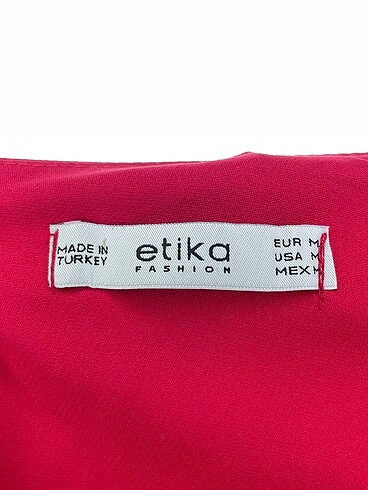 MADE IN
TURKEY
etika
FASHION
EUR M
USA M
MEX M